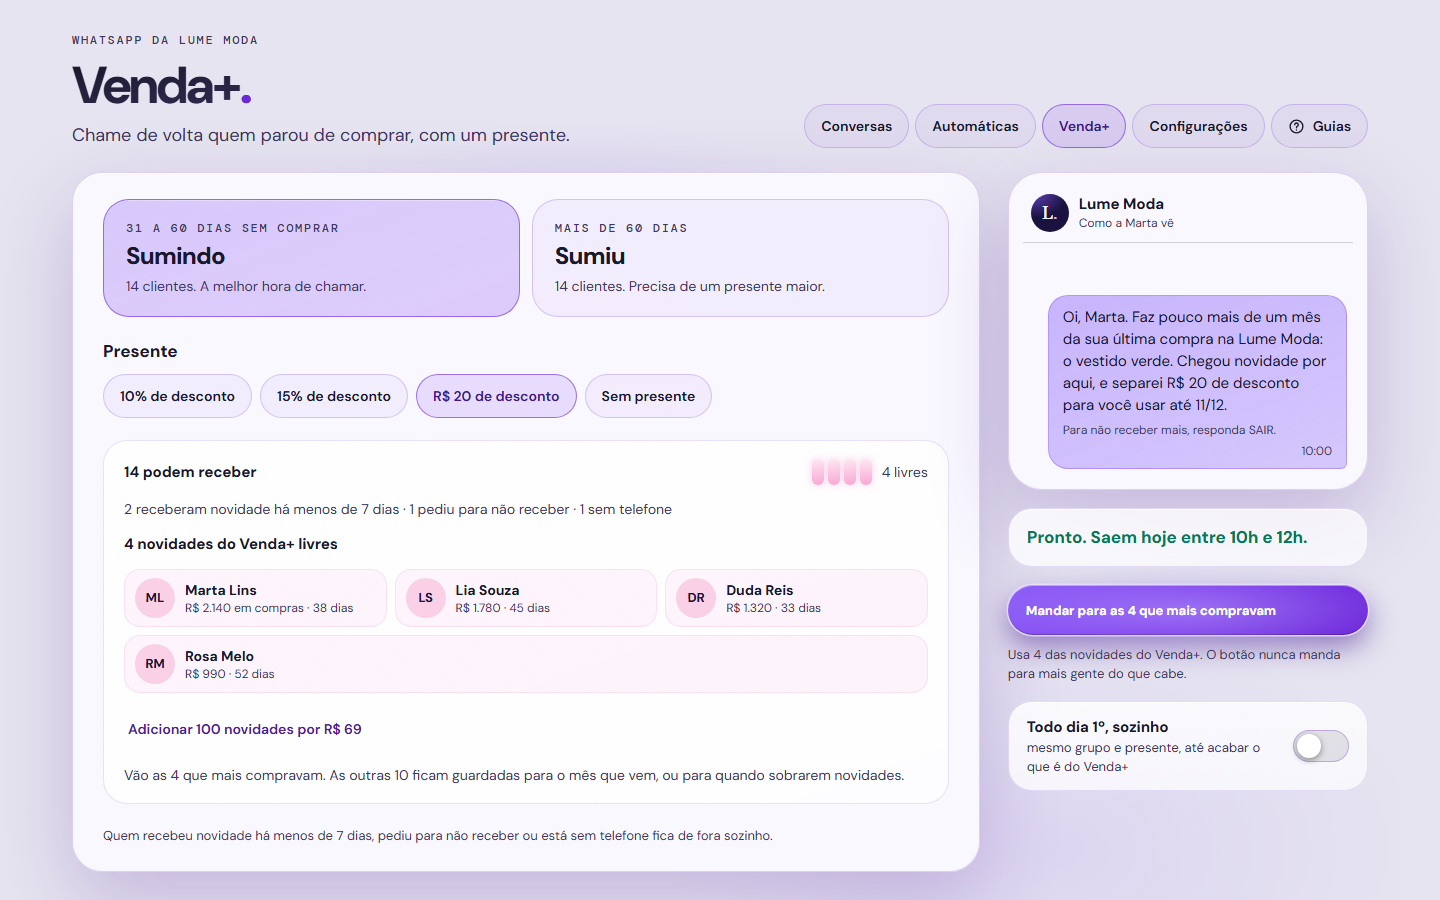 WHATSAPP DA LUME MODA
Venda+.
Chame de volta quem parou de comprar, com um presente.
Conversas
Automáticas
Venda+
Configurações
Guias
31 A 60 DIAS SEM COMPRAR
Sumindo
14 clientes. A melhor hora de chamar.
MAIS DE 60 DIAS
Sumiu
14 clientes. Precisa de um presente maior.
Presente
10% de desconto
15% de desconto
R$ 20 de desconto
Sem presente
14 podem receber
4 livres
2 receberam novidade há menos de 7 dias · 1 pediu para não receber · 1 sem telefone
4 novidades do Venda+ livres
ML
Marta Lins
R$ 2.140 em compras · 38 dias
LS
Lia Souza
R$ 1.780 · 45 dias
DR
Duda Reis
R$ 1.320 · 33 dias
RM
Rosa Melo
R$ 990 · 52 dias
Adicionar 100 novidades por R$ 69
Vão as 4 que mais compravam. As outras 10 ficam guardadas para o mês que vem, ou para quando sobrarem novidades.
Quem recebeu novidade há menos de 7 dias, pediu para não receber ou está sem telefone fica de fora sozinho.
L.
Lume Moda
Como a Marta vê
Oi, Marta. Faz pouco mais de um mês
da sua última compra na Lume Moda:
o vestido verde. Chegou novidade por
aqui, e separei R$ 20 de desconto
para você usar até 11/12.
Para não receber mais, responda SAIR.
10:00
Pronto. Saem hoje entre 10h e 12h.
Mandar para as 4 que mais compravam
Usa 4 das novidades do Venda+. O botão nunca manda
para mais gente do que cabe.
Todo dia 1º, sozinho
mesmo grupo e presente, até acabar o
que é do Venda+